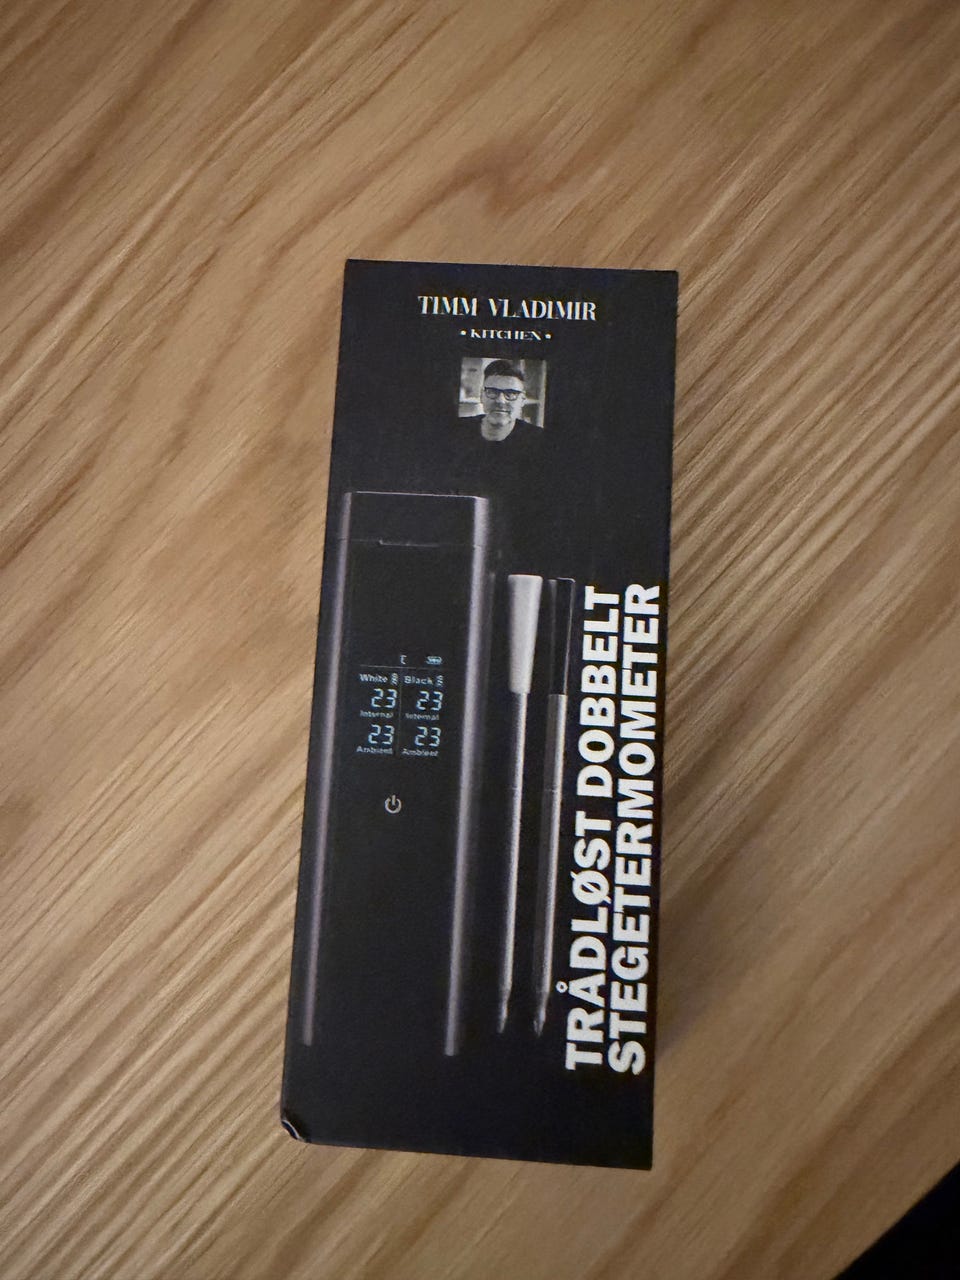 TIMM VLADIMIR
• KITCHEN •
White Black
23 23
Internal Internal
23 23
Ambient Ambient
TRÅDLØST DOBBELT
STEGETERMOMETER